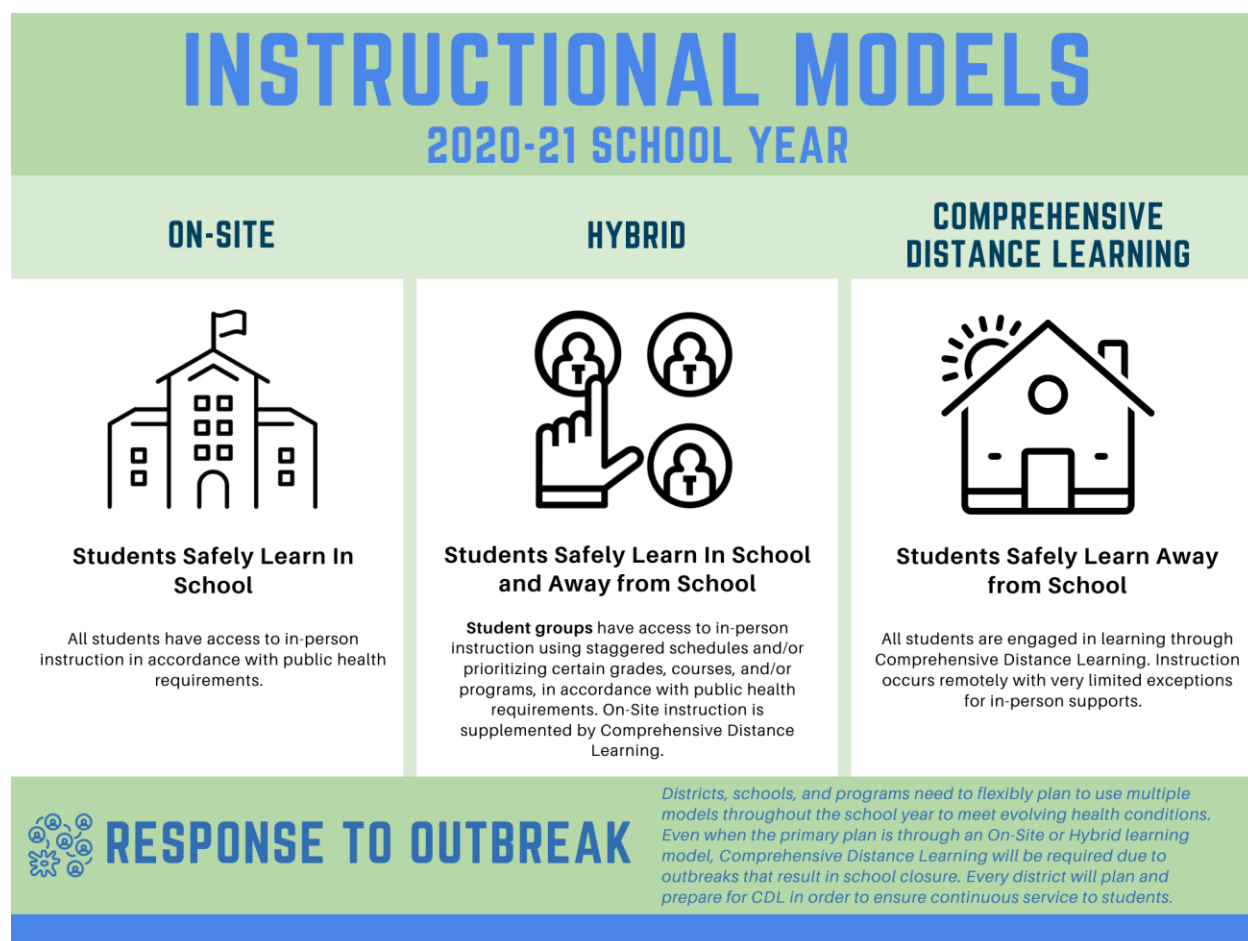 INSTRUCTIONAL MODELS
2020-21 SCHOOL YEAR
ON-SITE
HYBRID
COMPREHENSIVE
DISTANCE LEARNING
Students Safely Learn In
School
All students have access to in-person
instruction in accordance with public health
requirements.
Students Safely Learn In School
and Away from School
Student groups have access to in-person
instruction using staggered schedules and/or
prioritizing certain grades, courses, and/or
programs, in accordance with public health
requirements. On-Site instruction is
supplemented by Comprehensive Distance
Learning.
Students Safely Learn Away
from School
All students are engaged in learning through
Comprehensive Distance Learning. Instruction
occurs remotely with very limited exceptions
for in-person supports.
RESPONSE TO OUTBREAK
Districts, schools, and programs need to flexibly plan to use multiple
models throughout the school year to meet evolving health conditions.
Even when the primary plan is through an On-Site or Hybrid learning
model, Comprehensive Distance Learning will be required due to
outbreaks that result in school closure. Every district will plan and
prepare for CDL in order to ensure continuous service to students.